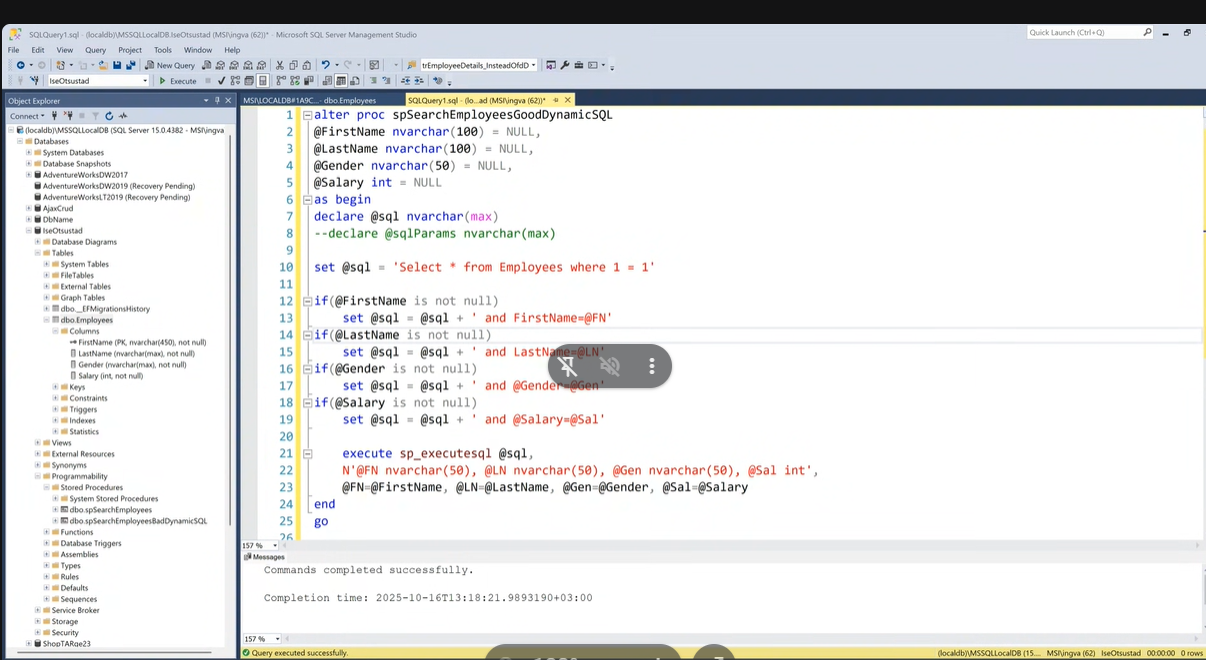 SQLQuery1.sql - (localdb)\MSSQLLocalDB.IseOtsustad (MSI\ingva (62))* - Microsoft SQL Server Management Studio
Quick Launch (Ctrl+Q)
File Edit View Query Project Tools Window Help
New Query
trEmployeeDetails_InsteadOfD
IseOtsustad
Execute
Object Explorer
MSI\LOCALDB#1A9C... - dbo.Employees
SQLQuery1.sql - (lo...ad (MSI\ingva (62))*
Connect
(localdb)\MSSQLLocalDB (SQL Server 15.0.4382 - MSI\ingva
Databases
System Databases
Database Snapshots
AdventureWorksDW2017
AdventureWorksDW2019 (Recovery Pending)
AdventureWorksLT2019 (Recovery Pending)
AjaxCrud
DbName
IseOtsustad
Database Diagrams
Tables
System Tables
FileTables
External Tables
Graph Tables
dbo.__EFMigrationsHistory
dbo.Employees
Columns
FirstName (PK, nvarchar(450), not null)
LastName (nvarchar(max), not null)
Gender (nvarchar(max), not null)
Salary (int, not null)
Keys
Constraints
Triggers
Indexes
Statistics
Views
External Resources
Synonyms
Programmability
Stored Procedures
System Stored Procedures
dbo.spSearchEmployees
dbo.spSearchEmployeesBadDynamicSQL
Functions
Database Triggers
Assemblies
Types
Rules
Defaults
Sequences
Service Broker
Storage
Security
ShopTARge23
1 alter proc spSearchEmployeesGoodDynamicSQL
2 @FirstName nvarchar(100) = NULL,
3 @LastName nvarchar(100) = NULL,
4 @Gender nvarchar(50) = NULL,
5 @Salary int = NULL
6 as begin
7 declare @sql nvarchar(max)
8 --declare @sqlParams nvarchar(max)
9
10 set @sql = 'Select * from Employees where 1 = 1'
11
12 if(@FirstName is not null)
13 set @sql = @sql + ' and FirstName=@FN'
14 if(@LastName is not null)
15 set @sql = @sql + ' and LastName=@LN'
16 if(@Gender is not null)
17 set @sql = @sql + ' and @Gender=@Gen'
18 if(@Salary is not null)
19 set @sql = @sql + ' and @Salary=@Sal'
20
21 execute sp_executesql @sql,
22 N'@FN nvarchar(50), @LN nvarchar(50), @Gen nvarchar(50), @Sal int',
23 @FN=@FirstName, @LN=@LastName, @Gen=@Gender, @Sal=@Salary
24 end
25 go
26
157 %
Messages
Commands completed successfully.
Completion time: 2025-10-16T13:18:21.9893190+03:00
157 %
Query executed successfully.
(localdb)\MSSQLLocalDB (15... MSI\ingva (62) IseOtsustad 00:00:00 0 rows